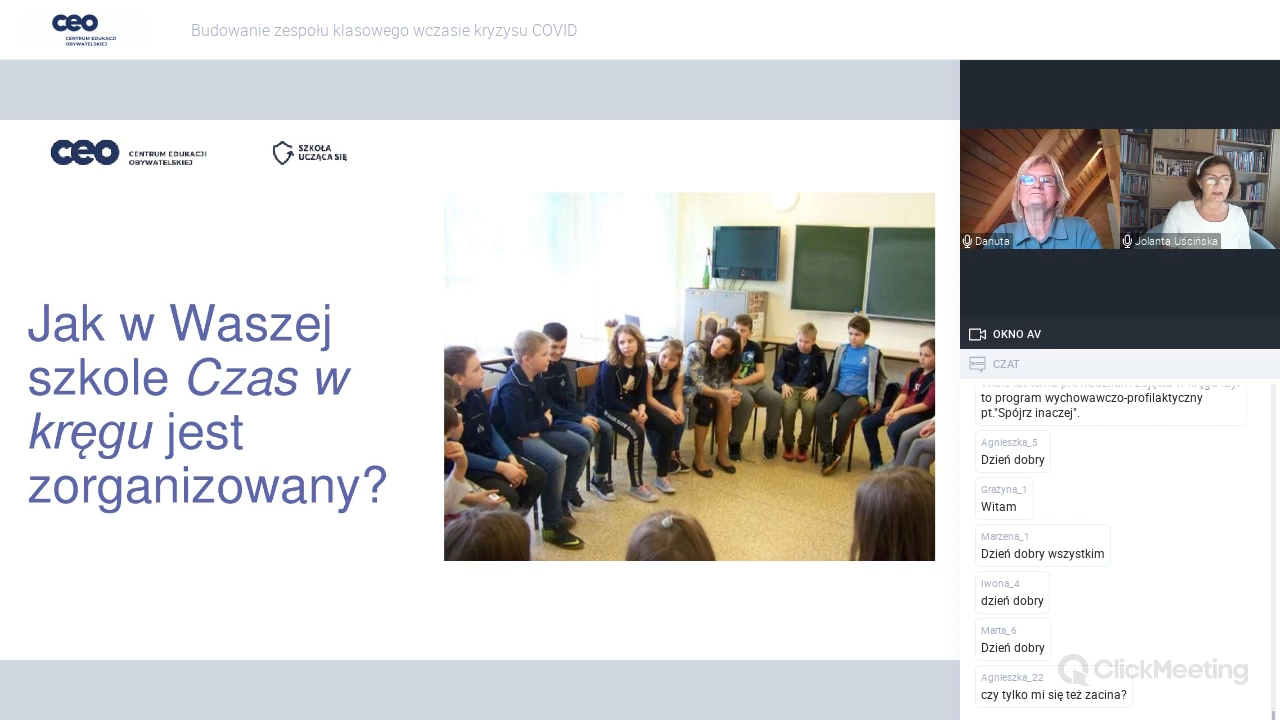 ceo
CENTRUM EDUKACJI
OBYWATELSKIEJ
Budowanie zespołu klasowego wczasie kryzysu COVID
ceo
CENTRUM EDUKACJI
OBYWATELSKIEJ
SZKOŁA
UCZĄCA SIĘ
Jak w Waszej
szkole Czas w
kręgu jest
zorganizowany?
Danuta
Jolanta Uścińska
OKNO AV
CZAT
to program wychowawczo-profilaktyczny
pt."Spójrz inaczej".
Agnieszka_5
Dzień dobry
Grażyna_1
Witam
Marzena_1
Dzień dobry wszystkim
Iwona_4
dzień dobry
Marta_6
Dzień dobry
Agnieszka_22
czy tylko mi się też zacina?
ClickMeeting